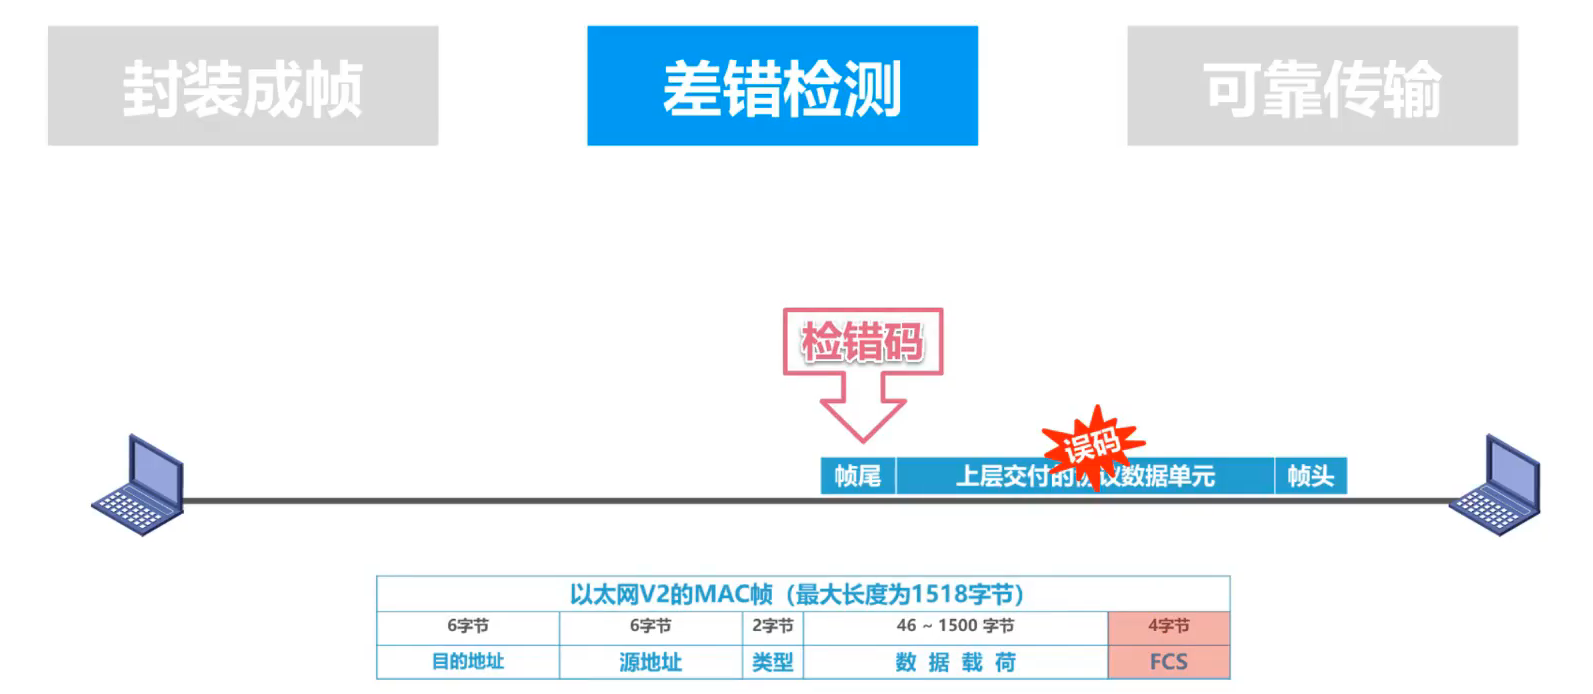 封装成帧
差错检测
可靠传输
检错码
误码
帧尾
上层交付的协议数据单元
帧头
以太网V2的MAC帧（最大长度为1518字节）
6字节 6字节 2字节 46 ~ 1500 字节 4字节
目的地址 源地址 类型 数 据 载 荷 FCS